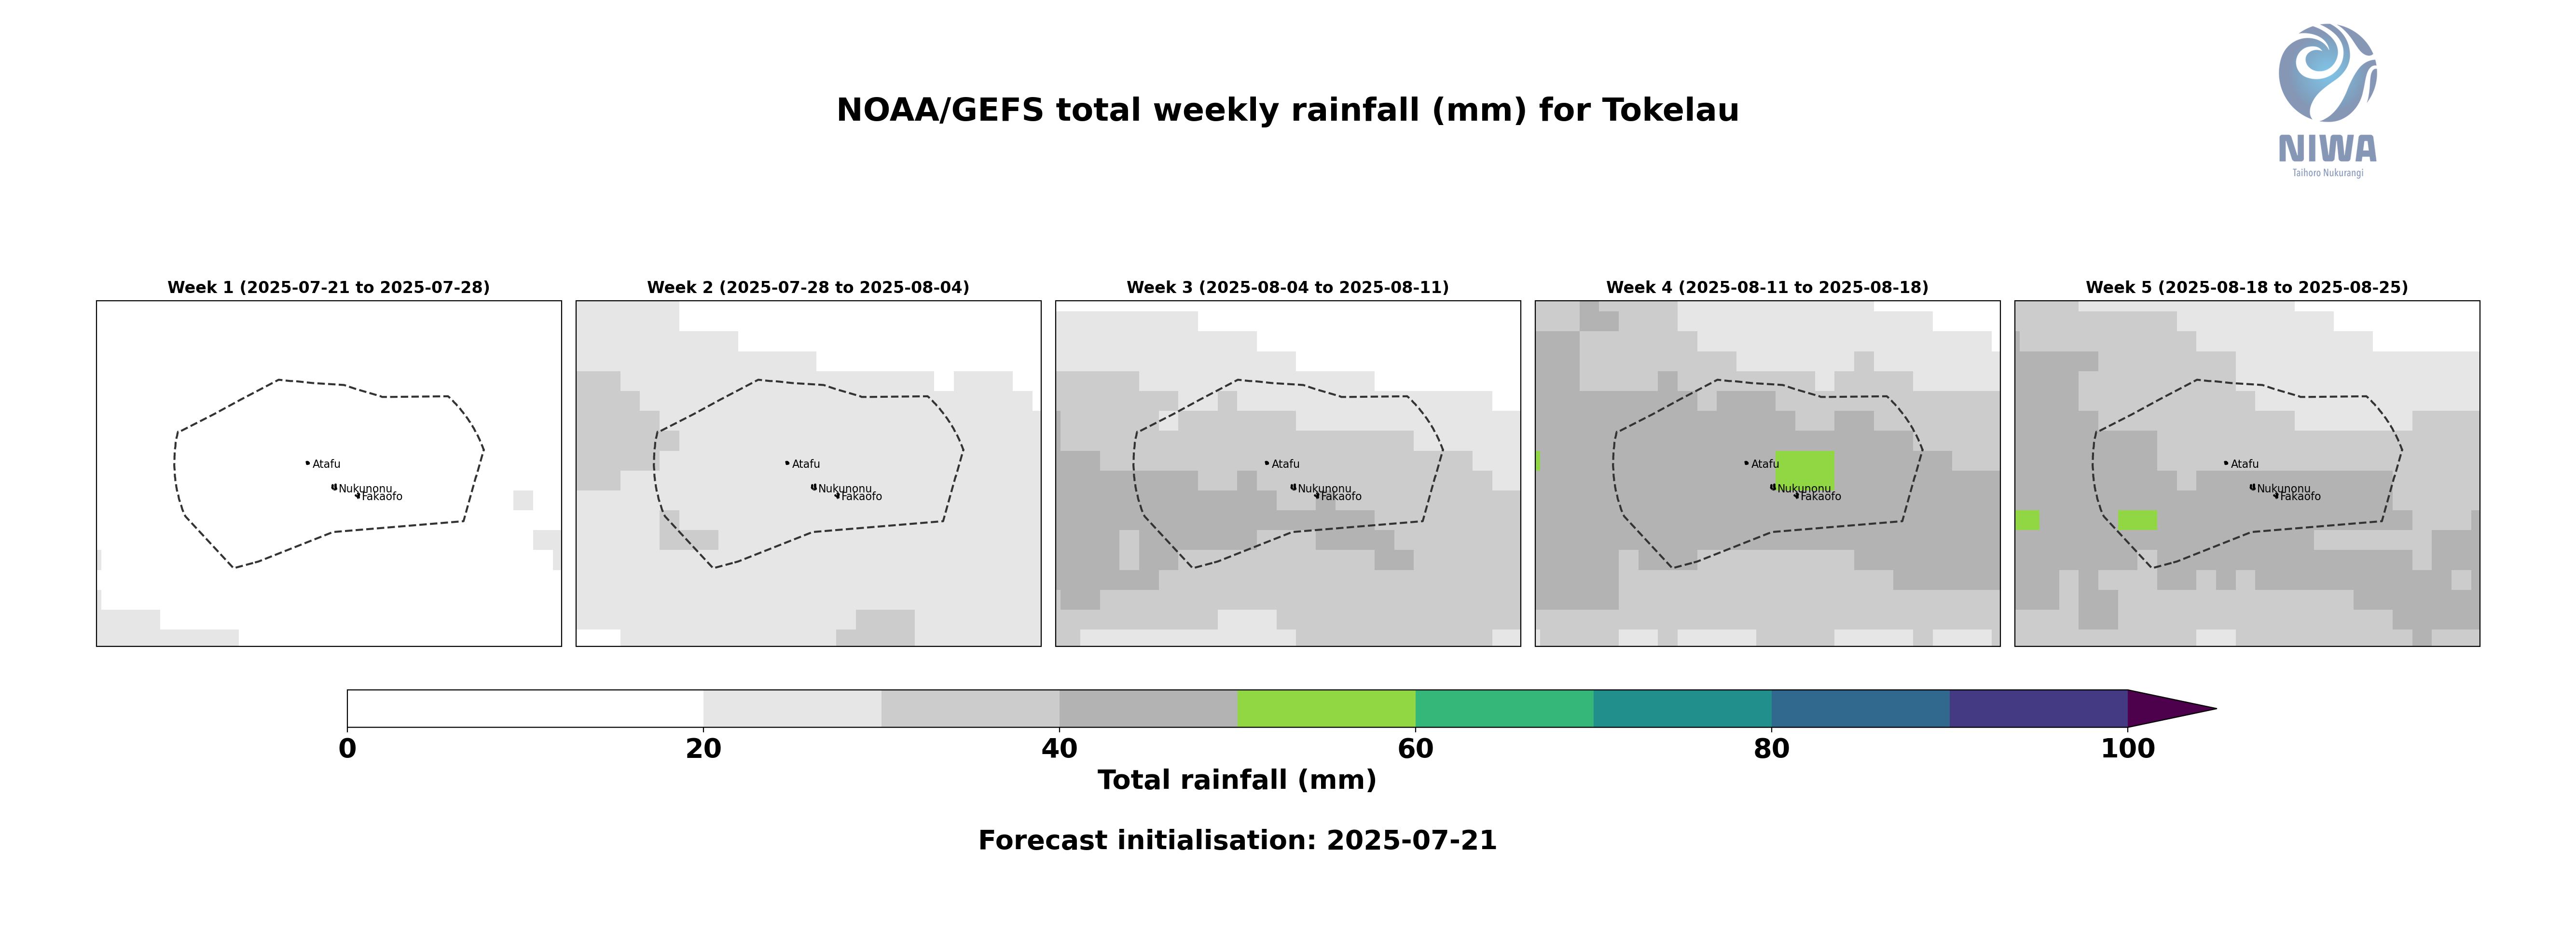 NOAA/GEFS total weekly rainfall (mm) for Tokelau
NIWA
Taihoro Nukurangi
Week 1 (2025-07-21 to 2025-07-28)
Atafu
Nukunonu
Fakaofo
Week 2 (2025-07-28 to 2025-08-04)
Atafu
Nukunonu
Fakaofo
Week 3 (2025-08-04 to 2025-08-11)
Atafu
Nukunonu
Fakaofo
Week 4 (2025-08-11 to 2025-08-18)
Atafu
Nukunonu
Fakaofo
Week 5 (2025-08-18 to 2025-08-25)
Atafu
Nukunonu
Fakaofo
0 20 40 60 80 100
Total rainfall (mm)
Forecast initialisation: 2025-07-21